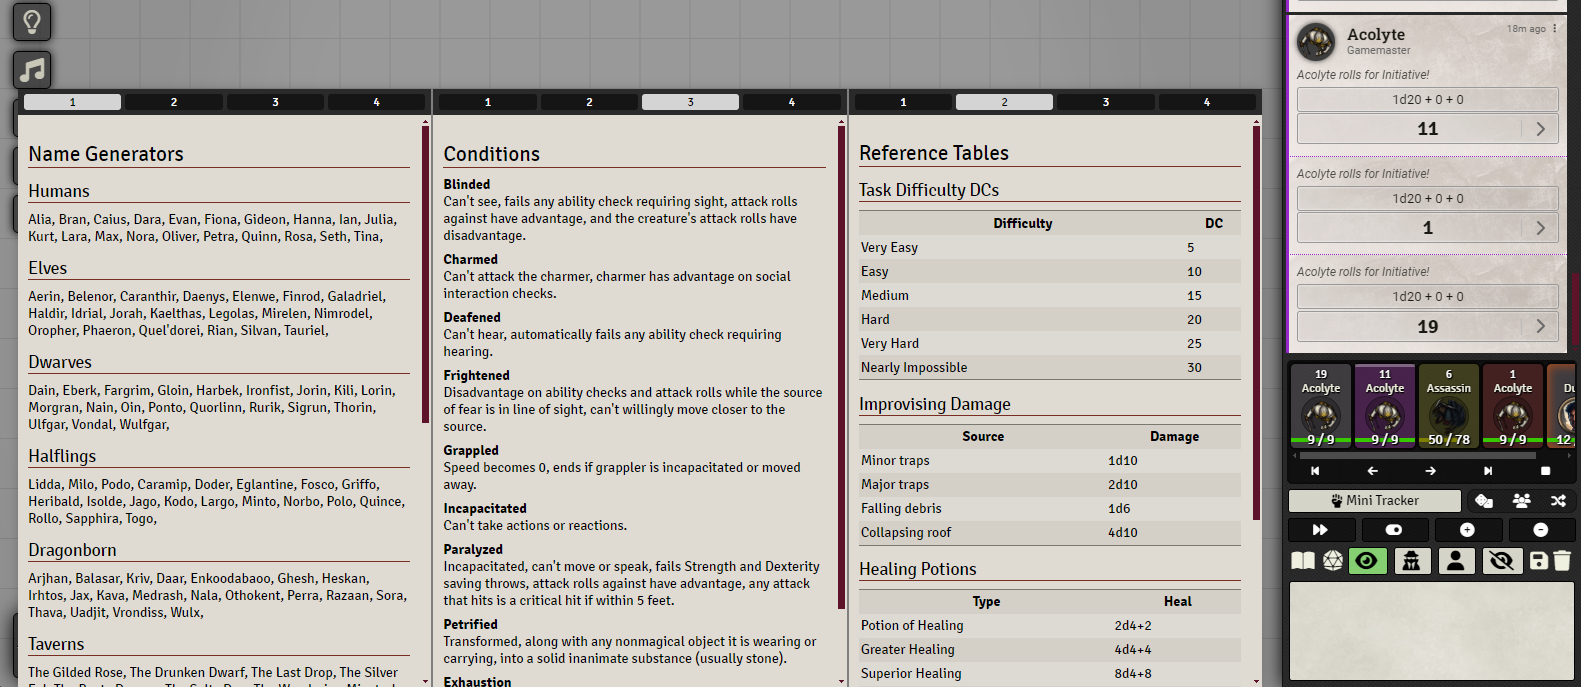 1 2 3 4
Name Generators
Humans
Alia, Bran, Caius, Dara, Evan, Fiona, Gideon, Hanna, Ian, Julia,
Kurt, Lara, Max, Nora, Oliver, Petra, Quinn, Rosa, Seth, Tina,
Elves
Aerin, Belenor, Caranthir, Daenys, Elenwe, Finrod, Galadriel,
Haldir, Idrial, Jorah, Kaelthas, Legolas, Mirelen, Nimrodel,
Oropher, Phaeron, Quel'dorei, Rian, Silvan, Tauriel,
Dwarves
Dain, Eberk, Fargrim, Gloin, Harbek, Ironfist, Jorin, Kili, Lorin,
Morgran, Nain, Oin, Ponto, Quorlinn, Rurik, Sigrun, Thorin,
Ulfgar, Vondal, Wulfgar,
Halflings
Lidda, Milo, Podo, Caramip, Doder, Eglantine, Fosco, Griffo,
Heribald, Isolde, Jago, Kodo, Largo, Minto, Norbo, Polo, Quince,
Rollo, Sapphira, Togo,
Dragonborn
Arjhan, Balasar, Kriv, Daar, Enkoodabaoo, Ghesh, Heskan,
Irhtos, Jax, Kava, Medrash, Nala, Othokent, Perra, Razaan, Sora,
Thava, Uadjit, Vrondiss, Wulx,
Taverns
The Gilded Rose, The Drunken Dwarf, The Last Drop, The Silver
1 2 3 4
Conditions
Blinded
Can't see, fails any ability check requiring sight, attack rolls
against have advantage, and the creature's attack rolls have
disadvantage.
Charmed
Can't attack the charmer, charmer has advantage on social
interaction checks.
Deafened
Can't hear, automatically fails any ability check requiring
hearing.
Frightened
Disadvantage on ability checks and attack rolls while the source
of fear is in line of sight, can't willingly move closer to the
source.
Grappled
Speed becomes 0, ends if grappler is incapacitated or moved
away.
Incapacitated
Can't take actions or reactions.
Paralyzed
Incapacitated, can't move or speak, fails Strength and Dexterity
saving throws, attack rolls against have advantage, any attack
that hits is a critical hit if within 5 feet.
Petrified
Transformed, along with any nonmagical object it is wearing or
carrying, into a solid inanimate substance (usually stone).
Exhaustion
1 2 3 4
Reference Tables
Task Difficulty DCs
Difficulty DC
Very Easy 5
Easy 10
Medium 15
Hard 20
Very Hard 25
Nearly Impossible 30
Improvising Damage
Source Damage
Minor traps 1d10
Major traps 2d10
Falling debris 1d6
Collapsing roof 4d10
Healing Potions
Type Heal
Potion of Healing 2d4+2
Greater Healing 4d4+4
Superior Healing 8d4+8
Acolyte 18m ago
Gamemaster
Acolyte rolls for Initiative!
1d20 + 0 + 0
11
Acolyte rolls for Initiative!
1d20 + 0 + 0
1
Acolyte rolls for Initiative!
1d20 + 0 + 0
19
19 11 6 1
Acolyte Acolyte Assassin Acolyte Du
9/9 9/9 50/78 9/9 12
Mini Tracker